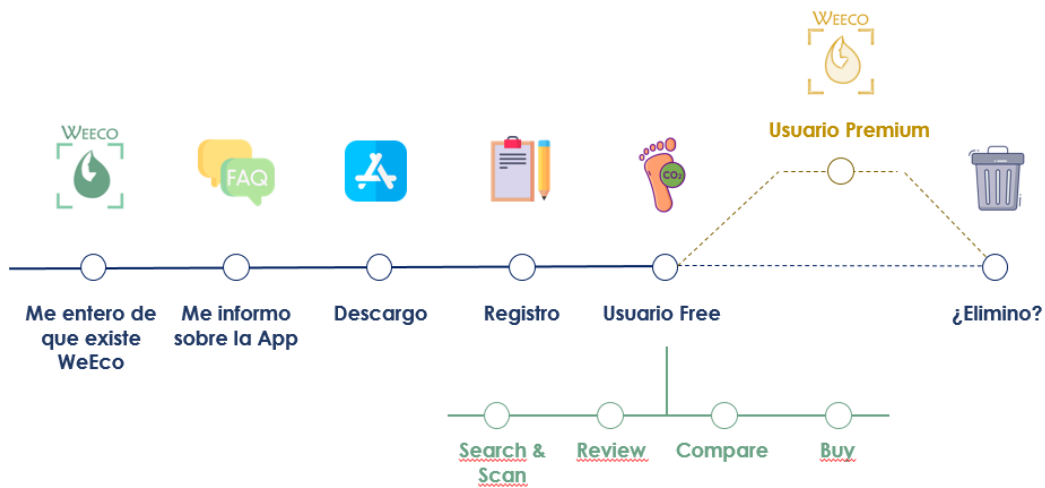 WEECO
Usuario Premium
WEECO
FAQ
CO₂
Me entero de
que existe
WeEco
Me informo
sobre la App
Descargo
Registro
Usuario Free
¿Elimino?
Search &
Scan
Review
Compare
Buy